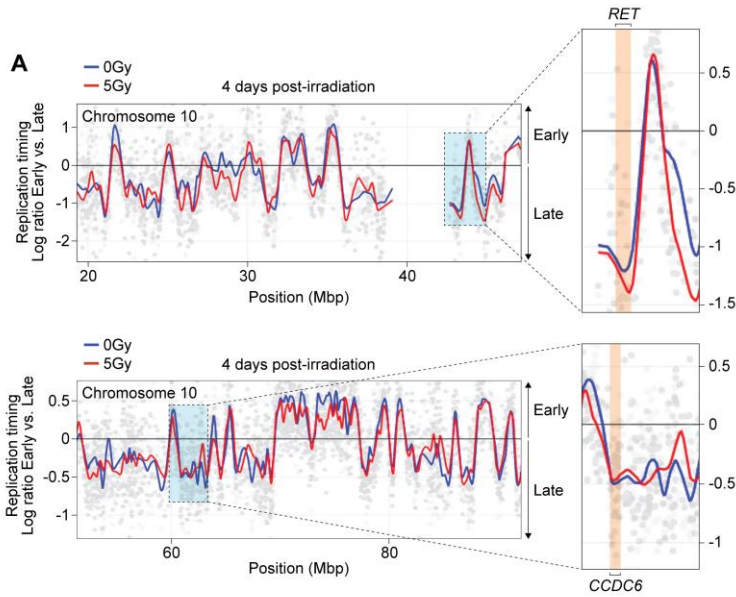 A
0Gy
5Gy
4 days post-irradiation
Chromosome 10
Replication timing
Log ratio Early vs. Late
1
0
-1
-2
20
30
40
Position (Mbp)
Early
Late
RET
0.5
0
-0.5
-1
-1.5
0Gy
5Gy
4 days post-irradiation
Chromosome 10
Replication timing
Log ratio Early vs. Late
0.5
0
-0.5
-1
60
80
Position (Mbp)
Early
Late
0.5
0
-0.5
-1
CCDC6